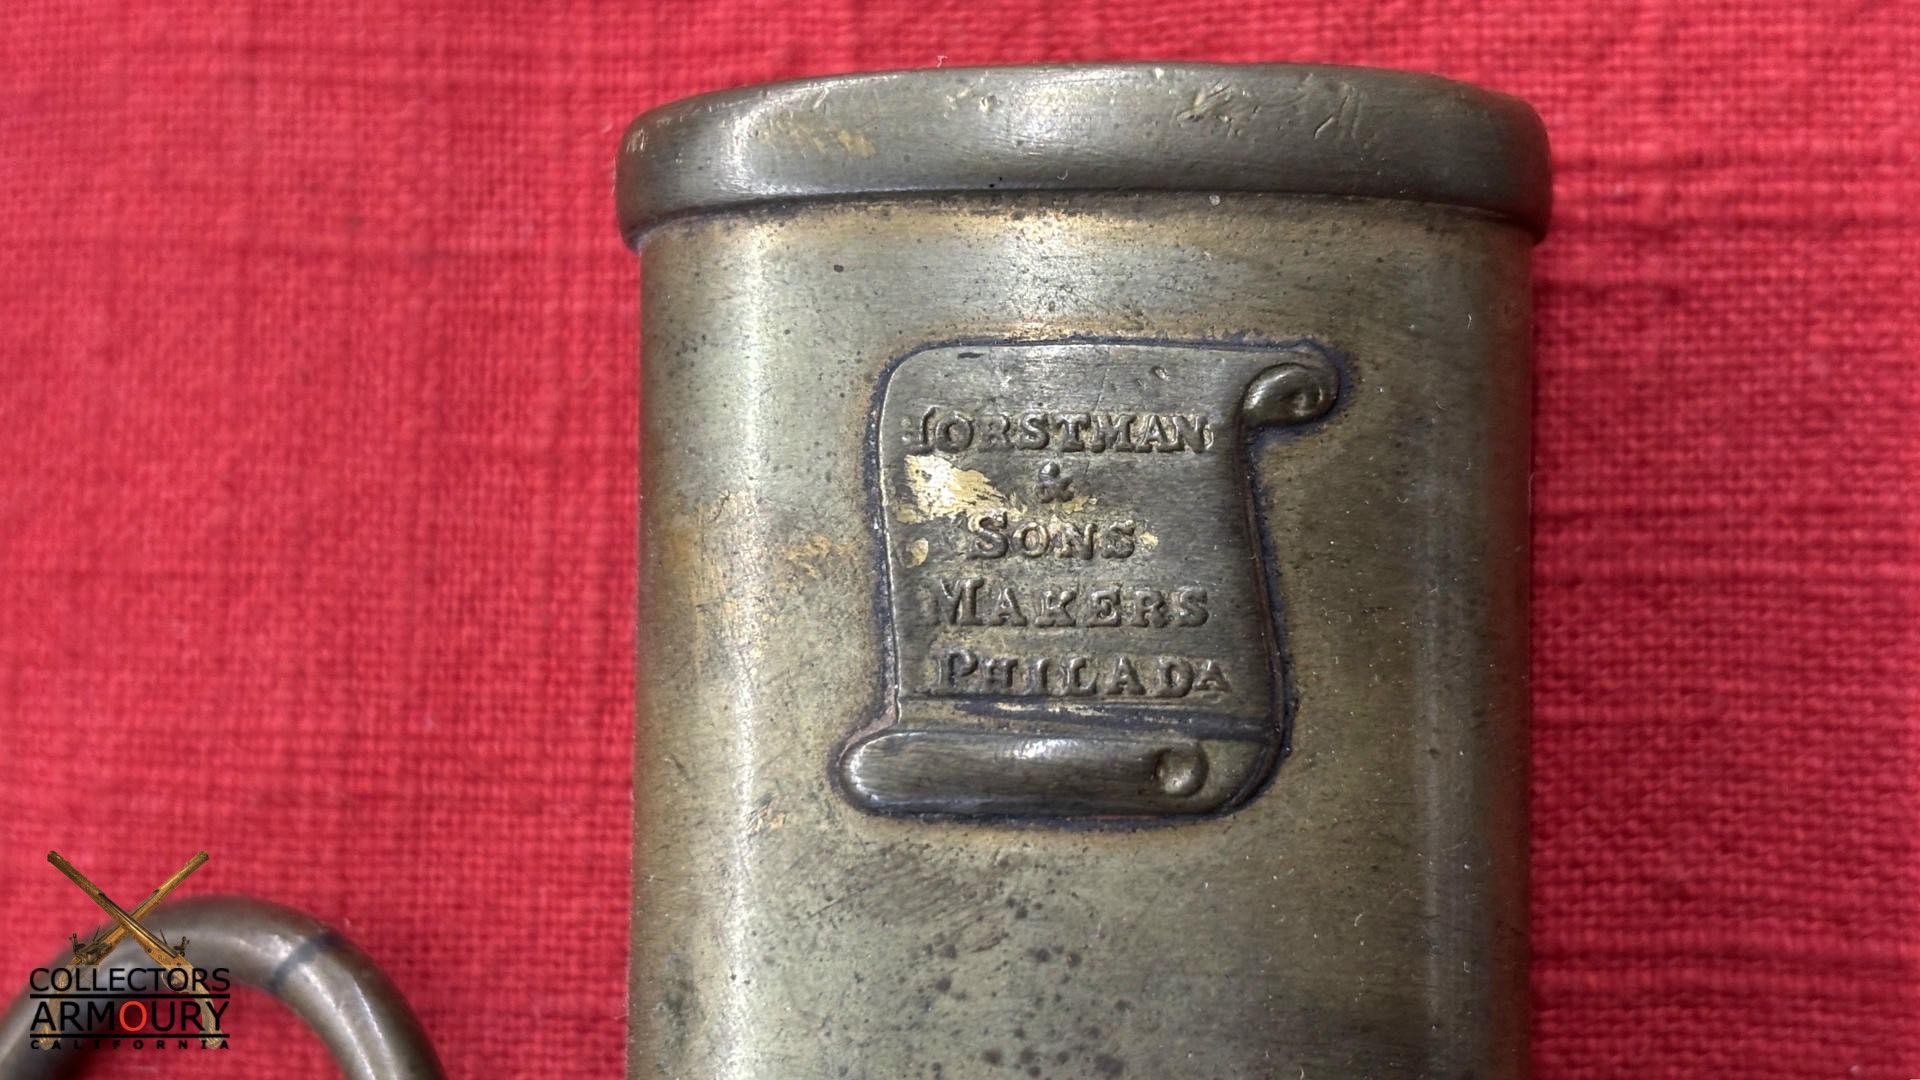 HORSTMAN
&
SONS
MAKERS
PHILADA
COLLECTORS
ARMOURY
CALIFORNIA